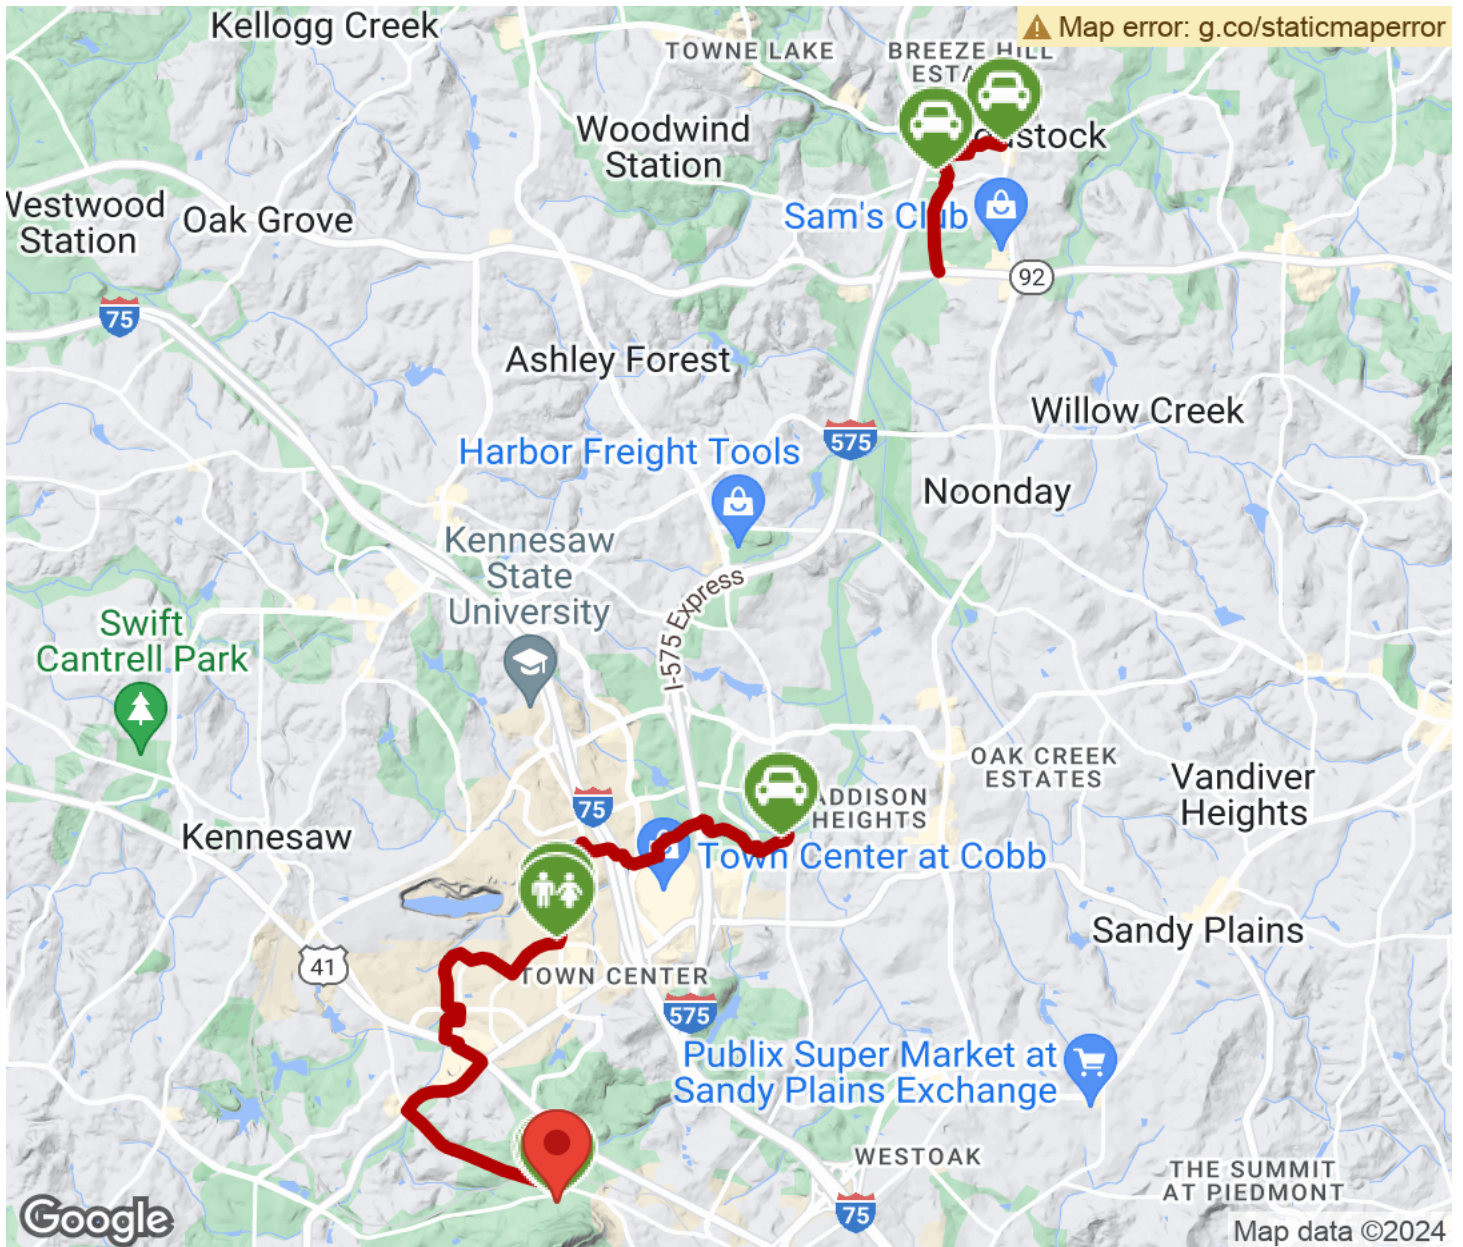 Kellogg Creek
Map error: g.co/staticmaperror
TOWNE LAKE
BREEZE HILL
Woodwind
Station
Westwood
Station
Oak Grove
Sam's Club
92
75
Ashley Forest
Willow Creek
575
Harbor Freight Tools
Noonday
Kennesaw
State
University
I-575 Express
Swift
Cantrell Park
OAK CREEK
ESTATES
Vandiver
Heights
ADDISON
HEIGHTS
75
Kennesaw
Town Center at Cobb
Sandy Plains
41
TOWN CENTER
575
Publix Super Market at
Sandy Plains Exchange
WESTOAK
THE SUMMIT
AT PIEDMONT
75
Google
Map data ©2024